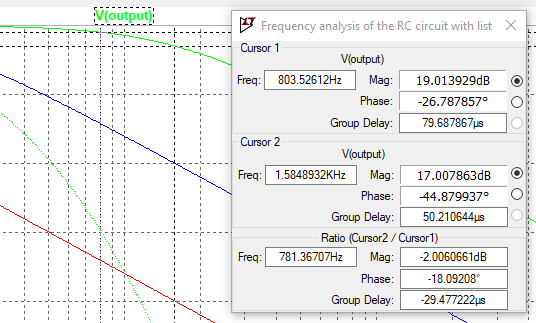 V(output)
Frequency analysis of the RC circuit with list
Cursor 1
V(output)
Freq: 803.52612Hz Mag: 19.013929dB
Phase: -26.787857°
Group Delay: 79.687867µs
Cursor 2
V(output)
Freq: 1.5848932KHz Mag: 17.007863dB
Phase: -44.879937°
Group Delay: 50.210644µs
Ratio (Cursor2 / Cursor1)
Freq: 781.36707Hz Mag: -2.0060661dB
Phase: -18.09208°
Group Delay: -29.477222µs